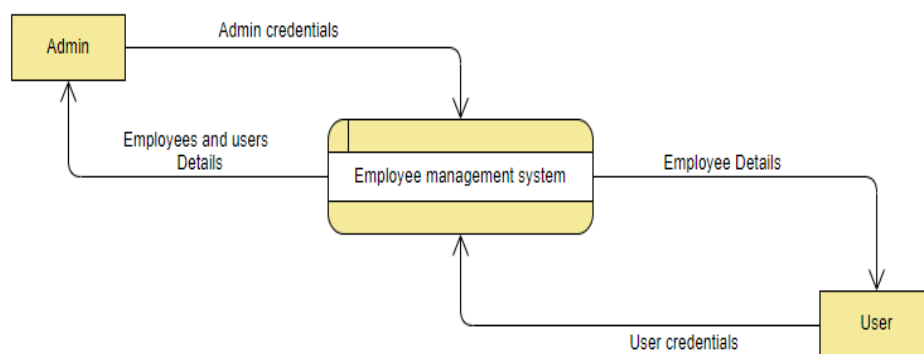 Admin credentials
Admin
Employees and users
Details
Employee management system
Employee Details
User
User credentials